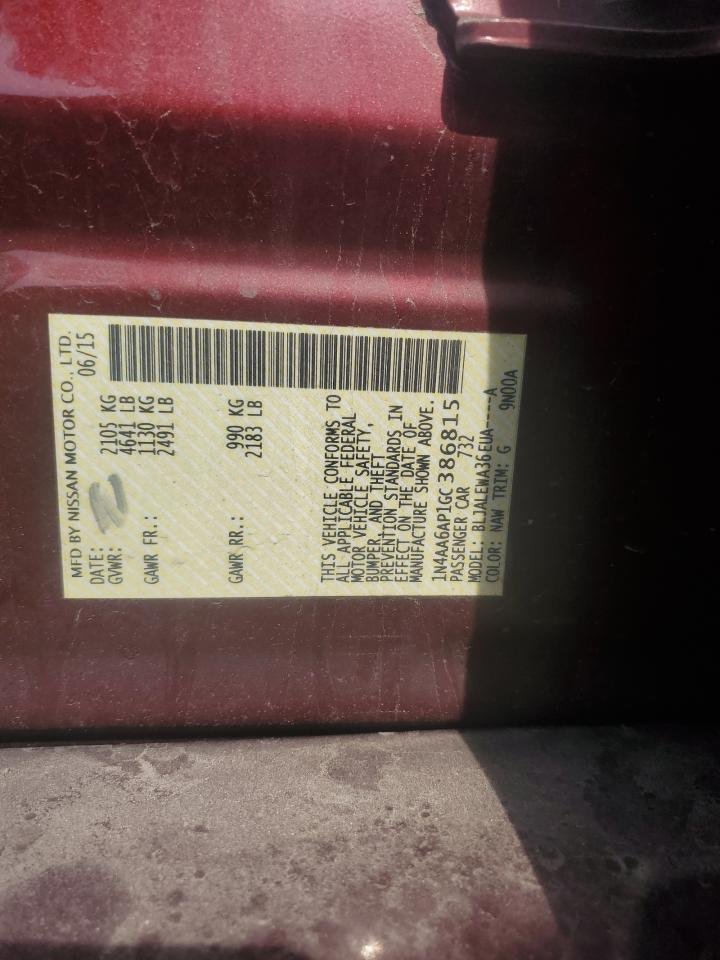 MFD BY NISSAN MOTOR CO., LTD.
DATE: 06/15
GVWR: 2105 KG
4641 LB
GAWR FR.: 1130 KG
2491 LB
GAWR RR.: 990 KG
2183 LB
THIS VEHICLE CONFORMS TO
ALL APPLICABLE FEDERAL
MOTOR VEHICLE SAFETY,
BUMPER, AND THEFT
PREVENTION STANDARDS IN
EFFECT ON THE DATE OF
MANUFACTURE SHOWN ABOVE.
1N4AA6AP1GC386815
PASSENGER CAR 732
MODEL: BLJALEWA36EUA-----A
COLOR: NAW TRIM: G 9N00A